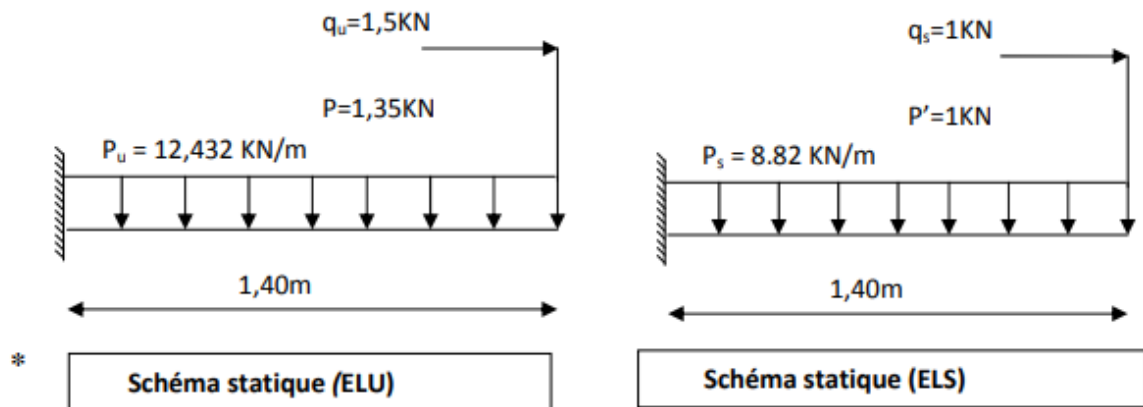 qu=1,5KN
P=1,35KN
Pu = 12,432 KN/m
1,40m
* Schéma statique (ELU)
qs=1KN
P’=1KN
Ps = 8.82 KN/m
1,40m
Schéma statique (ELS)